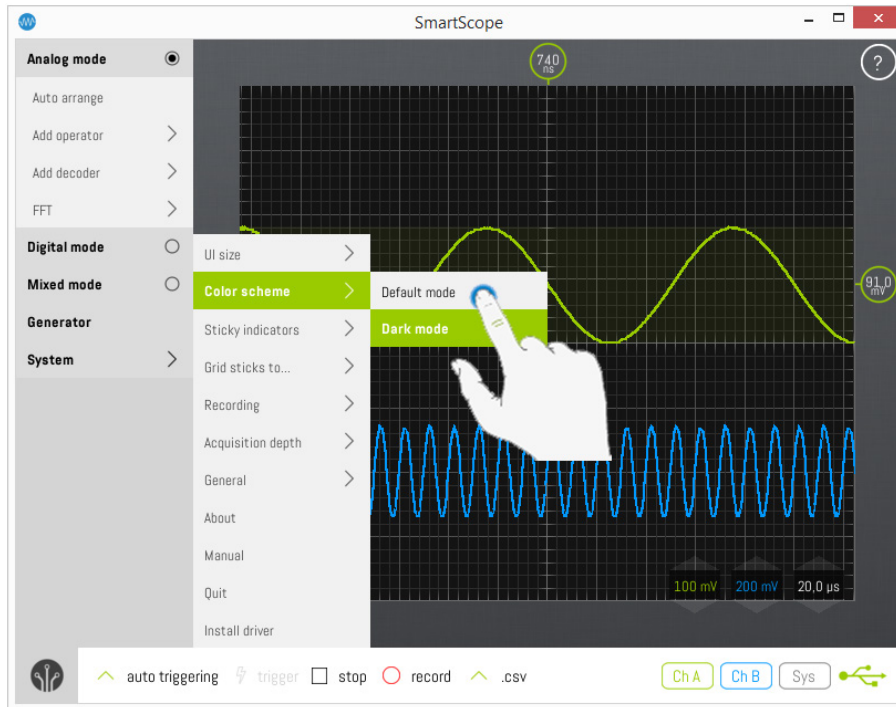 SmartScope
Analog mode
Auto arrange
Add operator
Add decoder
FFT
Digital mode
Mixed mode
Generator
System
UI size
Color scheme
Sticky indicators
Grid sticks to...
Recording
Acquisition depth
General
About
Manual
Quit
Install driver
Default mode
Dark mode
740
ns
?
91,0
mV
100 mV 200 mV 20,0 µs
auto triggering trigger stop record .csv
Ch A Ch B Sys